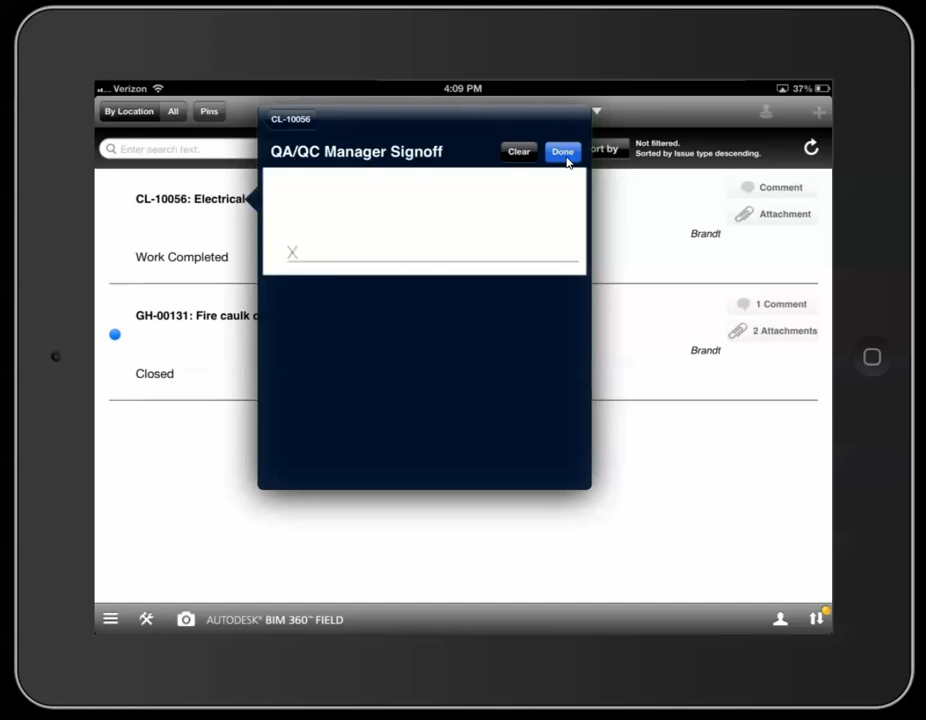 Verizon
4:09 PM
37%
By Location
All
Pins
CL-10056
Enter search text.
QA/QC Manager Signoff
Clear
Done
ort by
Not filtered.
Sorted by Issue type descending.
CL-10056: Electrical
Comment
Attachment
Brandt
X
Work Completed
GH-00131: Fire caulk
1 Comment
2 Attachments
Brandt
Closed
AUTODESK® BIM 360™ FIELD